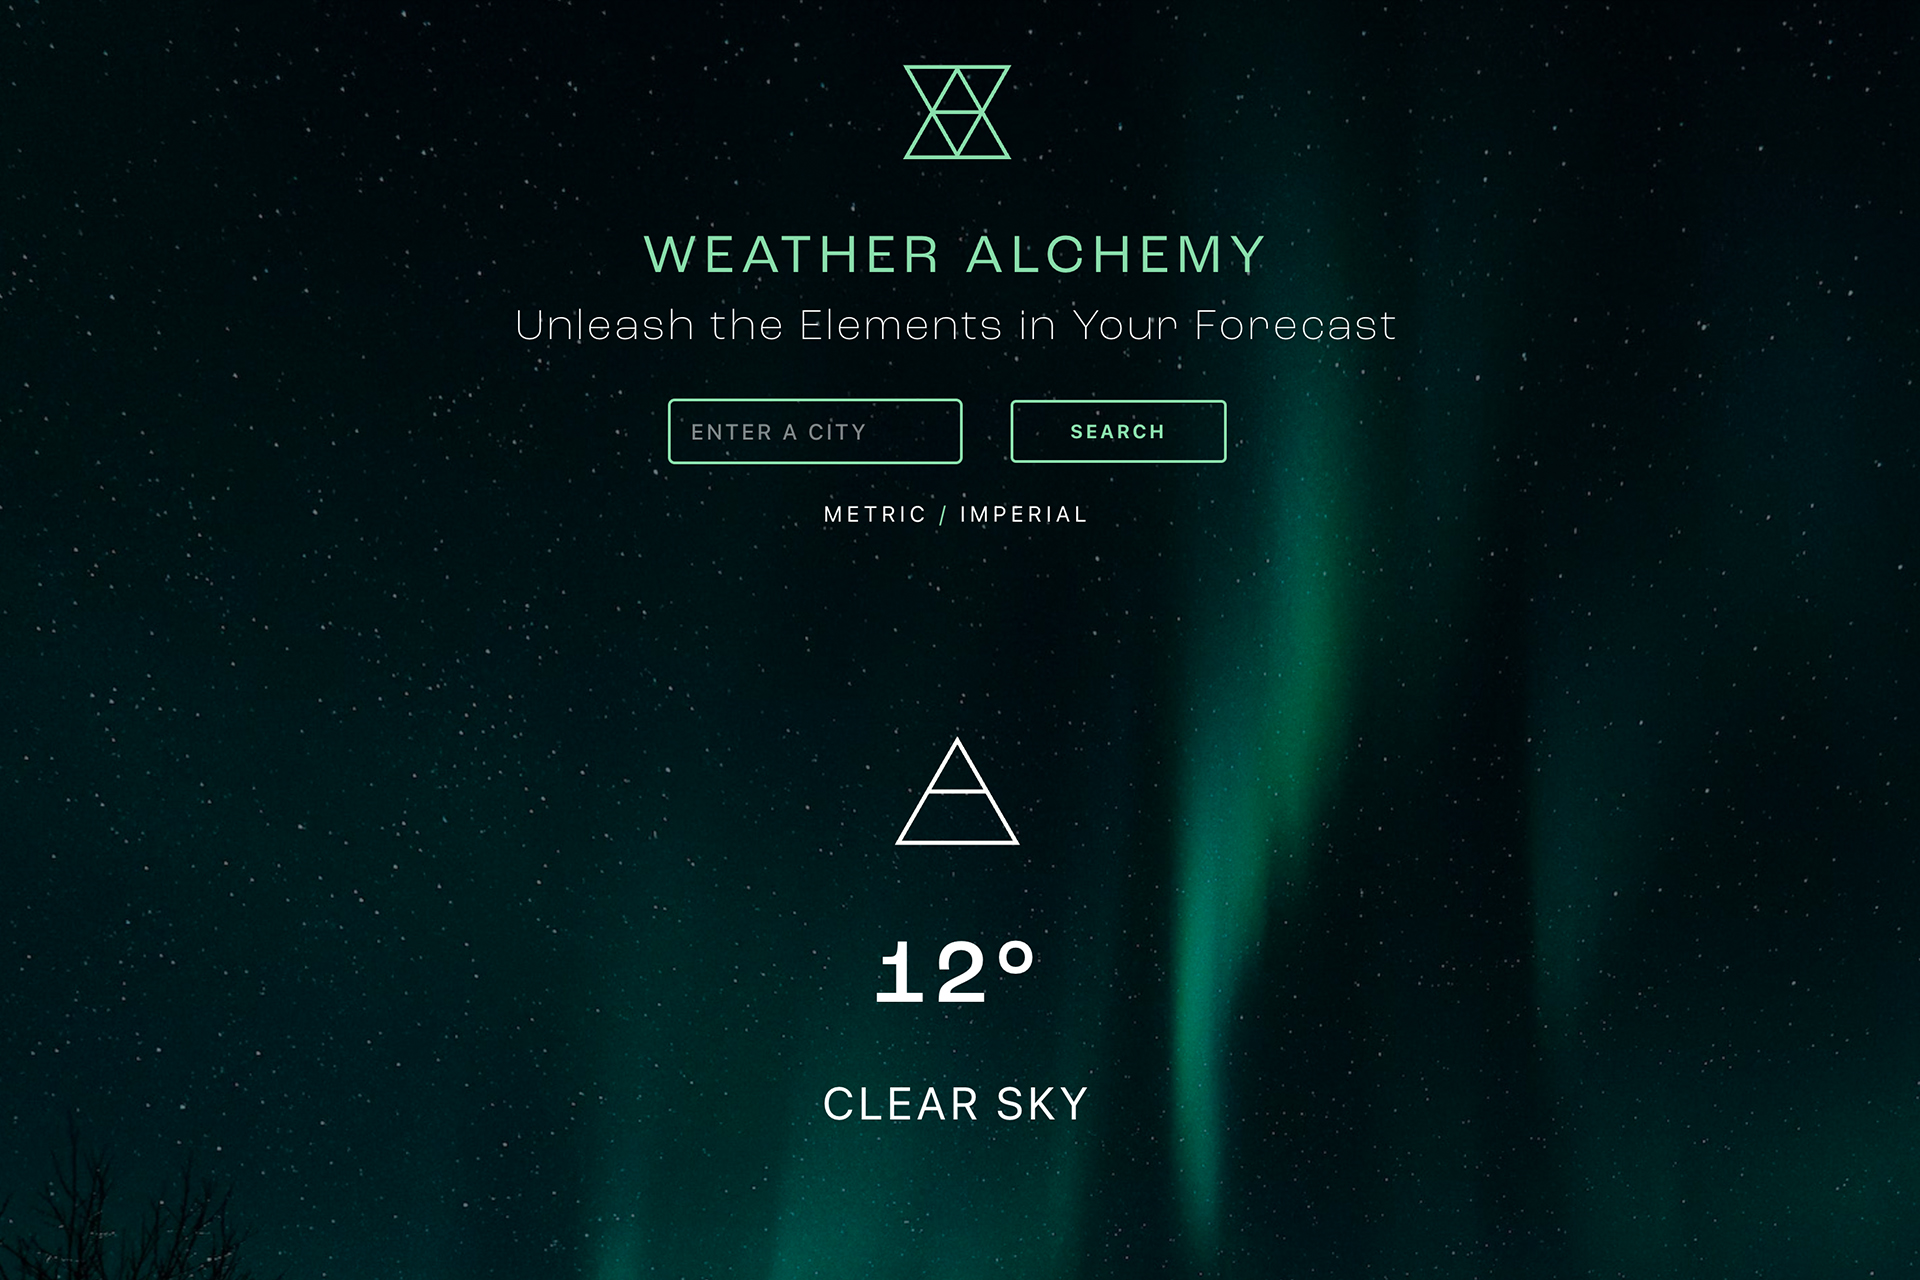 WEATHER ALCHEMY
Unleash the Elements in Your Forecast
ENTER A CITY
SEARCH
METRIC / IMPERIAL
12°
CLEAR SKY